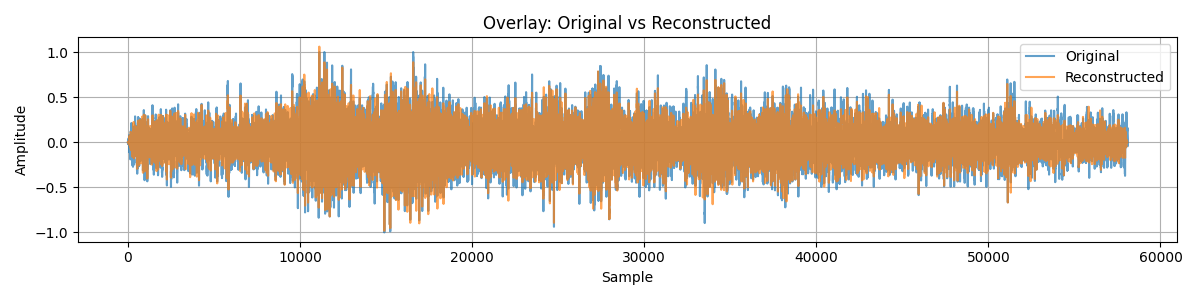 Overlay: Original vs Reconstructed
Original
Reconstructed
Amplitude
1.0
0.5
0.0
−0.5
−1.0
0 10000 20000 30000 40000 50000 60000
Sample